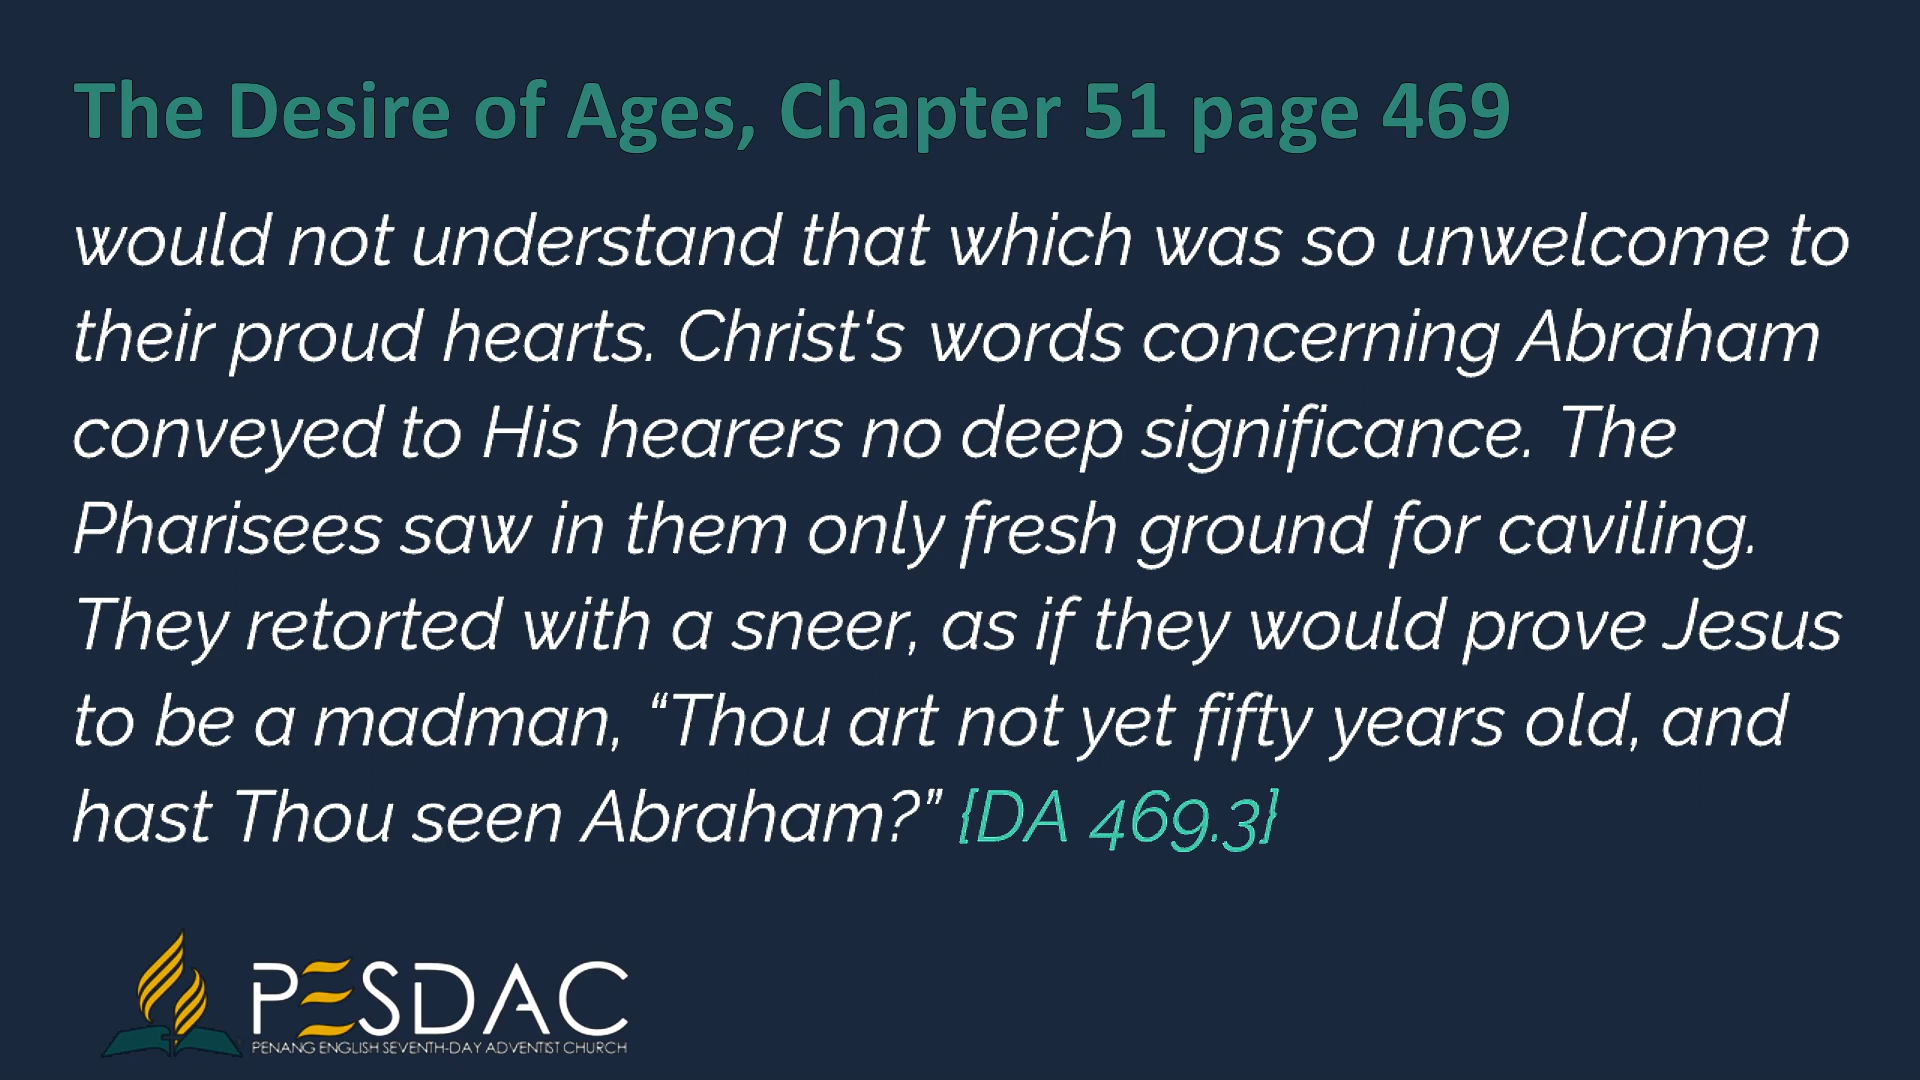 The Desire of Ages, Chapter 51 page 469
would not understand that which was so unwelcome to
their proud hearts. Christ's words concerning Abraham
conveyed to His hearers no deep significance. The
Pharisees saw in them only fresh ground for caviling.
They retorted with a sneer, as if they would prove Jesus
to be a madman, “Thou art not yet fifty years old, and
hast Thou seen Abraham?” {DA 469.3}
PESDAC
PENANG ENGLISH SEVENTH-DAY ADVENTIST CHURCH